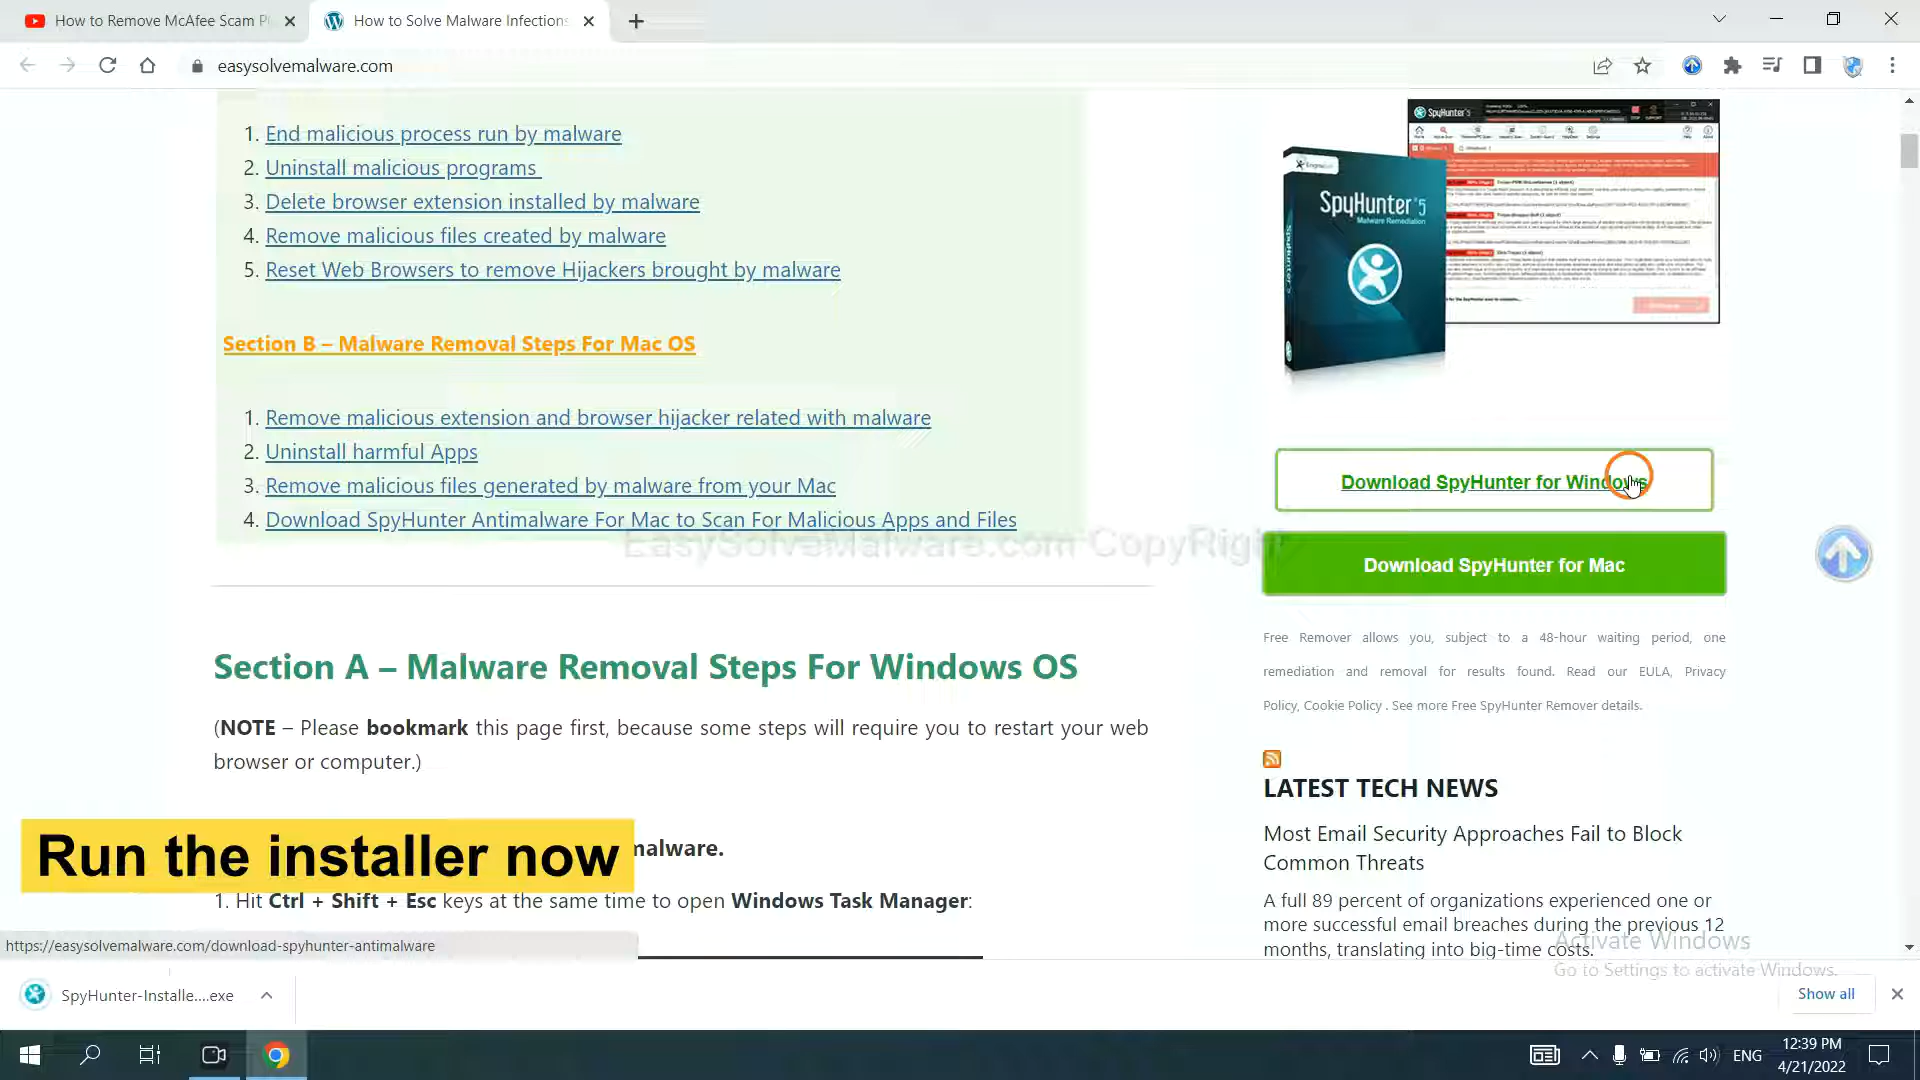 How to Remove McAfee Scam P
How to Solve Malware Infections
easysolvemalware.com
1. End malicious process run by malware
2. Uninstall malicious programs
3. Delete browser extension installed by malware
4. Remove malicious files created by malware
5. Reset Web Browsers to remove Hijackers brought by malware
Section B – Malware Removal Steps For Mac OS
1. Remove malicious extension and browser hijacker related with malware
2. Uninstall harmful Apps
3. Remove malicious files generated by malware from your Mac
4. Download SpyHunter Antimalware For Mac to Scan For Malicious Apps and Files
EasySolveMalware.com CopyRight
Section A – Malware Removal Steps For Windows OS
(NOTE – Please bookmark this page first, because some steps will require you to restart your web
browser or computer.)
malware.
Run the installer now
1. Hit Ctrl + Shift + Esc keys at the same time to open Windows Task Manager:
https://easysolvemalware.com/download-spyhunter-antimalware
SpyHunter 5
SpyHunter 5
Malware Remediation
SpyHunter
Download SpyHunter for Windows
Download SpyHunter for Mac
Free Remover allows you, subject to a 48-hour waiting period, one
remediation and removal for results found. Read our EULA, Privacy
Policy, Cookie Policy . See more Free SpyHunter Remover details.
LATEST TECH NEWS
Most Email Security Approaches Fail to Block
Common Threats
A full 89 percent of organizations experienced one or
more successful email breaches during the previous 12
months, translating into big-time costs.
Activate Windows
Go to Settings to activate Windows.
SpyHunter-Installe....exe
Show all
ENG
12:39 PM
4/21/2022